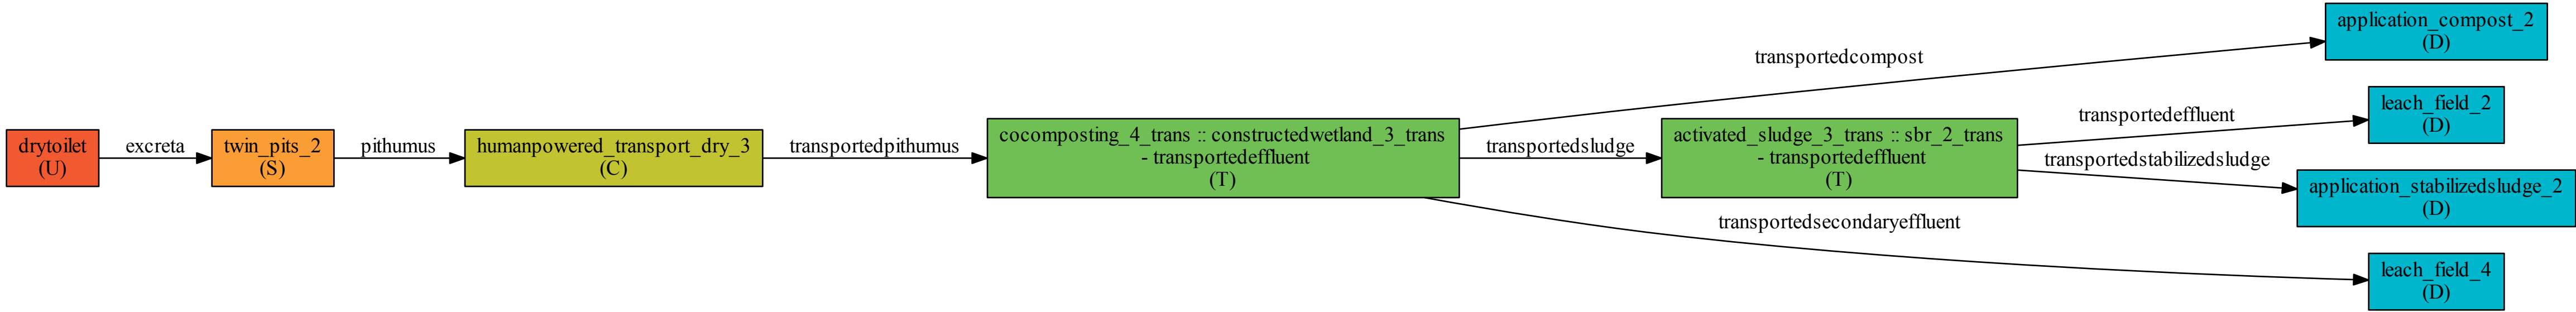 drytoilet
(U)
excreta
twin_pits_2
(S)
pithumus
humanpowered_transport_dry_3
(C)
transportedpithumus
cocomposting_4_trans :: constructedwetland_3_trans
- transportedeffluent
(T)
transportedcompost
transportedsludge
transportedsecondaryeffluent
activated_sludge_3_trans :: sbr_2_trans
- transportedeffluent
(T)
transportedeffluent
transportedstabilizedsludge
application_compost_2
(D)
leach_field_2
(D)
application_stabilizedsludge_2
(D)
leach_field_4
(D)